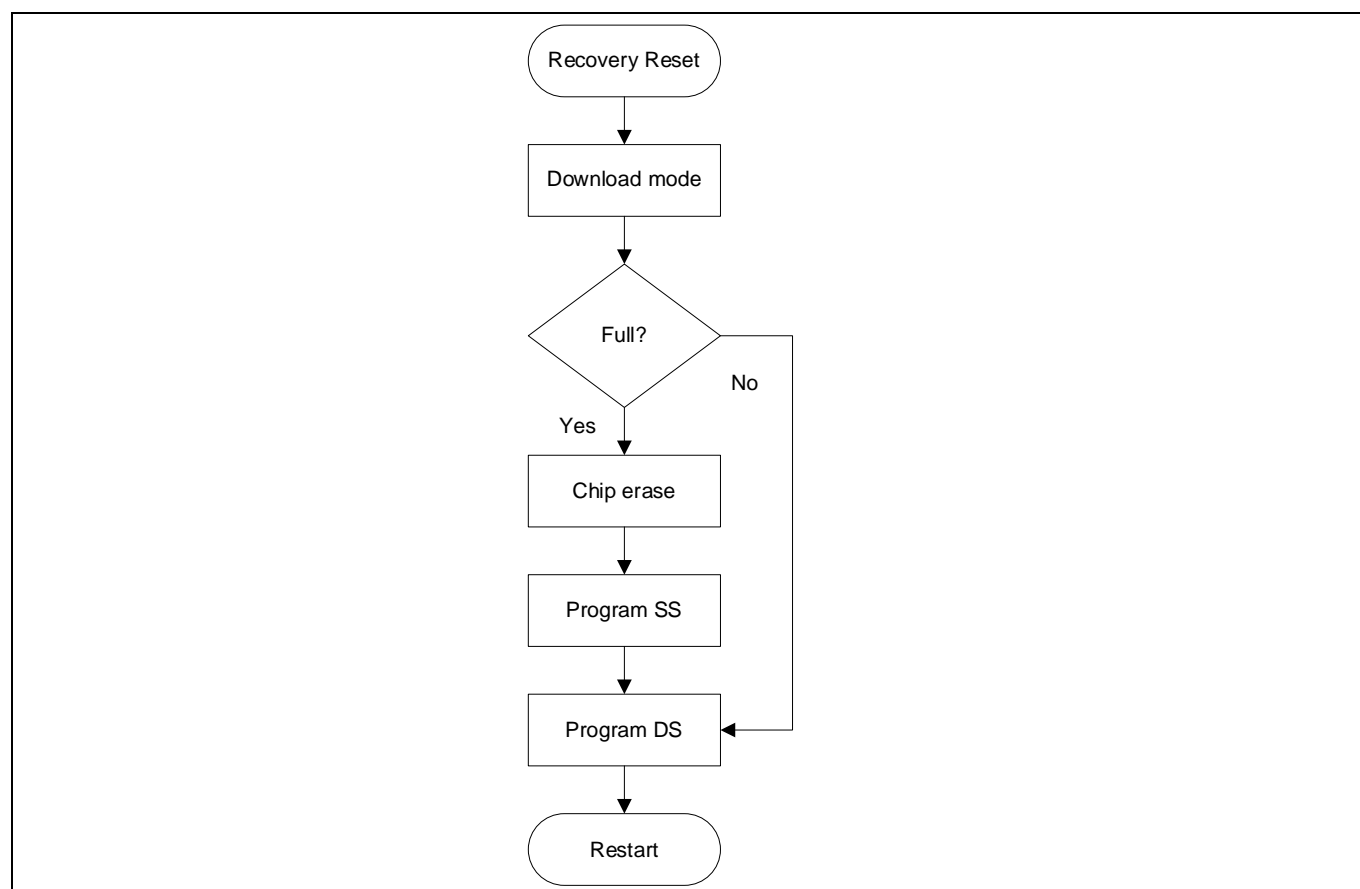 Recovery Reset
Download mode
Full?
No
Yes
Chip erase
Program SS
Program DS
Restart